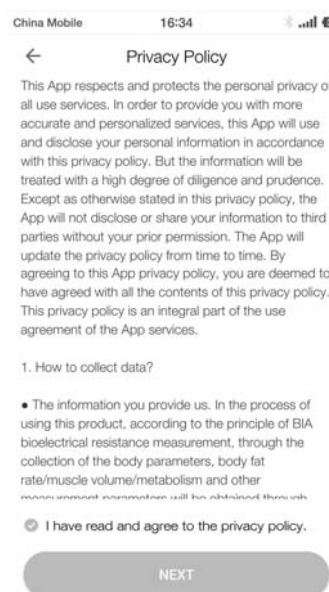 China Mobile 16:34
Privacy Policy
This App respects and protects the personal privacy of
all use services. In order to provide you with more
accurate and personalized services, this App will use
and disclose your personal information in accordance
with this privacy policy. But the information will be
treated with a high degree of diligence and prudence.
Except as otherwise stated in this privacy policy, the
App will not disclose or share your information to third
parties without your prior permission. The App will
update the privacy policy from time to time. By
agreeing to this App privacy policy, you are deemed to
have agreed with all the contents of this privacy policy.
This privacy policy is an integral part of the use
agreement of the App services.
1. How to collect data?
● The information you provide us. In the process of
using this product, according to the principle of BIA
bioelectrical resistance measurement, through the
collection of the body parameters, body fat
rate/muscle volume/metabolism and other
measurement parameters will be obtained through
I have read and agree to the privacy policy.
NEXT